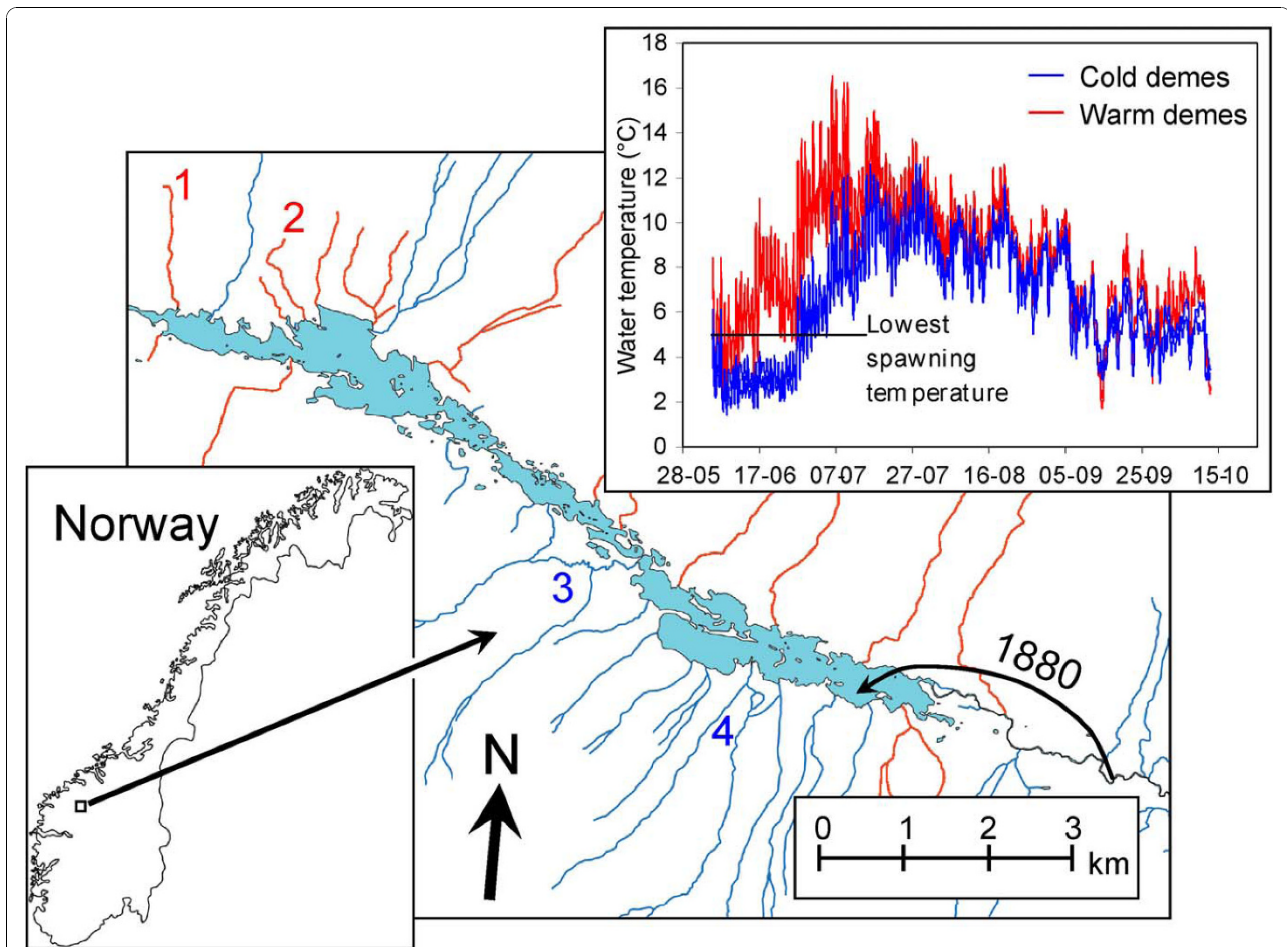 18
16
14
12
10
8
6
4
2
0
Water temperature (°C)
Cold demes
Warm demes
Lowest
spawning
temperature
28-05 17-06 07-07 27-07 16-08 05-09 25-09 15-10
1
2
Norway
3
4
1880
N
0 1 2 3
km